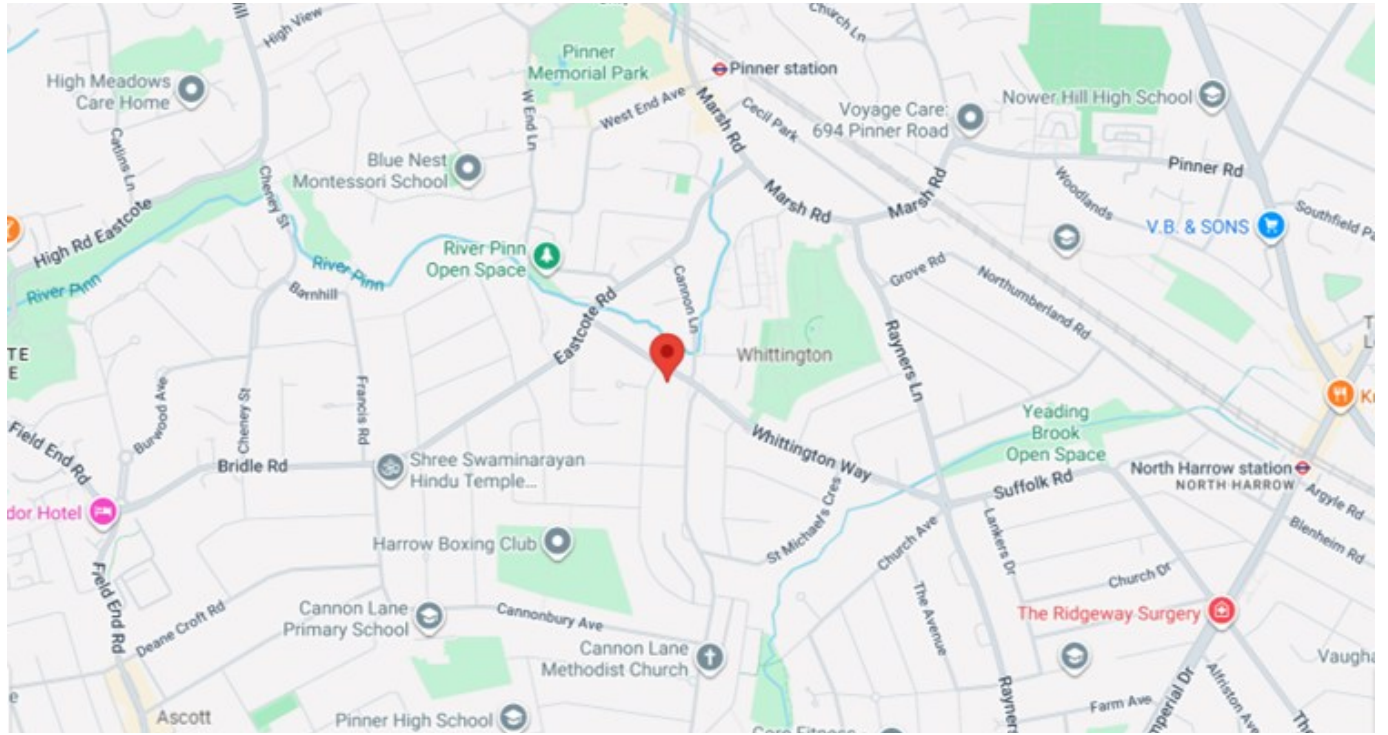 High View
Church Ln
Pinner
Memorial Park
Pinner station
High Meadows
Care Home
Nower Hill High School
W End Ln
West End Ave
Marsh Rd
Cecil Park
Voyage Care:
694 Pinner Road
Catlins Ln
Blue Nest
Montessori School
Pinner Rd
Cheney St
Woodlands
Marsh Rd
Marsh Rd
High Rd Eastcote
V.B. & SONS
River Pinn
Open Space
River Pinn
River Pinn
Barnhill
Cannon Ln
Grove Rd
Northumberland Rd
Eastcote Rd
Rayners Ln
Whittington
Burwood Ave
Cheney St
Francis Rd
Yeading
Brook
Open Space
Field End Rd
Bridle Rd
Shree Swaminarayan
Hindu Temple...
Whittington Way
Suffolk Rd
North Harrow station
NORTH HARROW
dor Hotel
St Michael's Cres
Church Ave
Lankers Dr
Argyle Rd
Blenheim Rd
Harrow Boxing Club
Field End Rd
Church Dr
The Avenue
Cannon Lane
Primary School
Cannonbury Ave
The Ridgeway Surgery
Deane Croft Rd
Cannon Lane
Methodist Church
Alfriston Ave
Farm Ave
Rayners
Ascott
Pinner High School